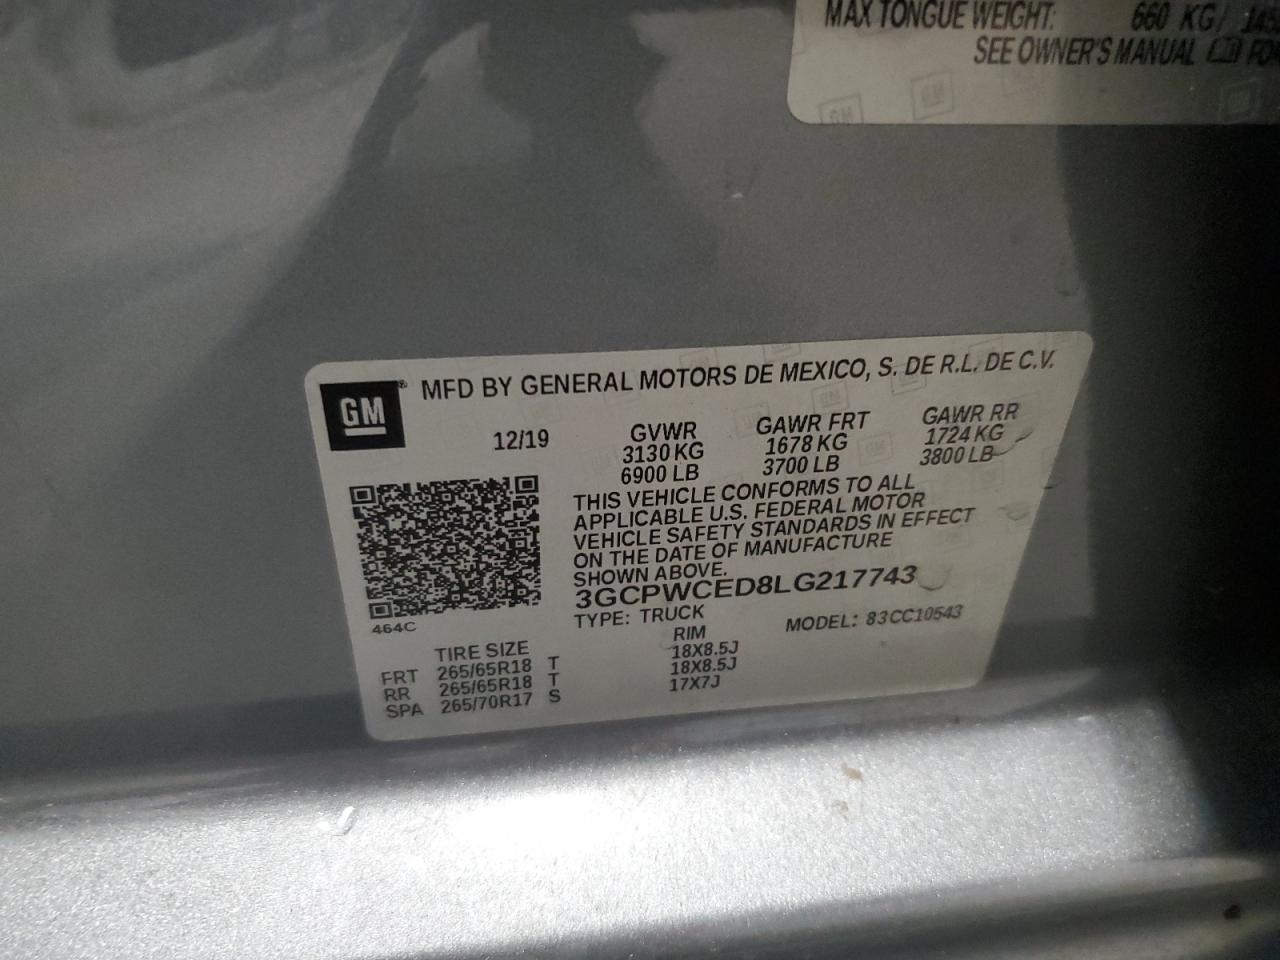 MAX TONGUE WEIGHT: 660 KG/
SEE OWNER'S MANUAL
GM
GM
GM® MFD BY GENERAL MOTORS DE MEXICO, S. DE R.L. DE C.V.
12/19 GVWR GAWR FRT GAWR RR
3130 KG 1678 KG 1724 KG
6900 LB 3700 LB 3800 LB
THIS VEHICLE CONFORMS TO ALL
APPLICABLE U.S. FEDERAL MOTOR
VEHICLE SAFETY STANDARDS IN EFFECT
ON THE DATE OF MANUFACTURE
SHOWN ABOVE.
3GCPWCED8LG217743
464C
TYPE: TRUCK MODEL: 83CC10543
TIRE SIZE RIM
FRT 265/65R18 T 18X8.5J
RR 265/65R18 T 18X8.5J
SPA 265/70R17 S 17X7J